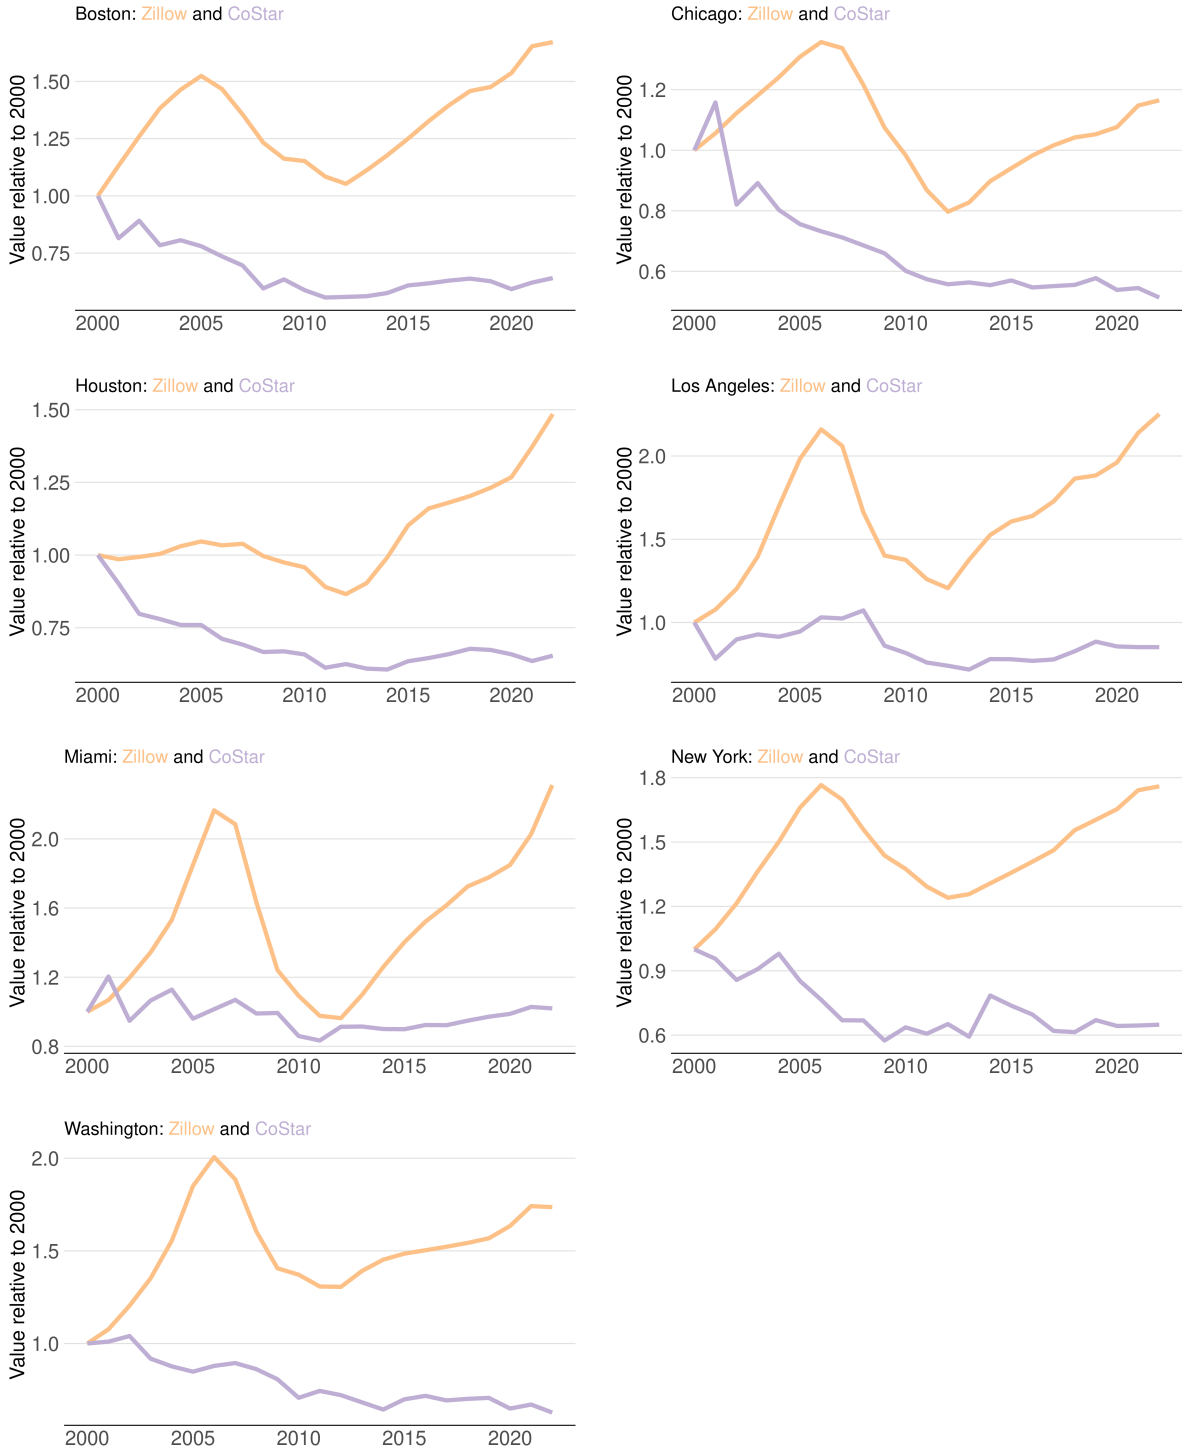 Boston: Zillow and CoStar
Value relative to 2000
1.50
1.25
1.00
0.75
2000 2005 2010 2015 2020
Chicago: Zillow and CoStar
Value relative to 2000
1.2
1.0
0.8
0.6
2000 2005 2010 2015 2020
Houston: Zillow and CoStar
Value relative to 2000
1.50
1.25
1.00
0.75
2000 2005 2010 2015 2020
Los Angeles: Zillow and CoStar
Value relative to 2000
2.0
1.5
1.0
2000 2005 2010 2015 2020
Miami: Zillow and CoStar
Value relative to 2000
2.0
1.6
1.2
0.8
2000 2005 2010 2015 2020
New York: Zillow and CoStar
Value relative to 2000
1.8
1.5
1.2
0.9
0.6
2000 2005 2010 2015 2020
Washington: Zillow and CoStar
Value relative to 2000
2.0
1.5
1.0
2000 2005 2010 2015 2020